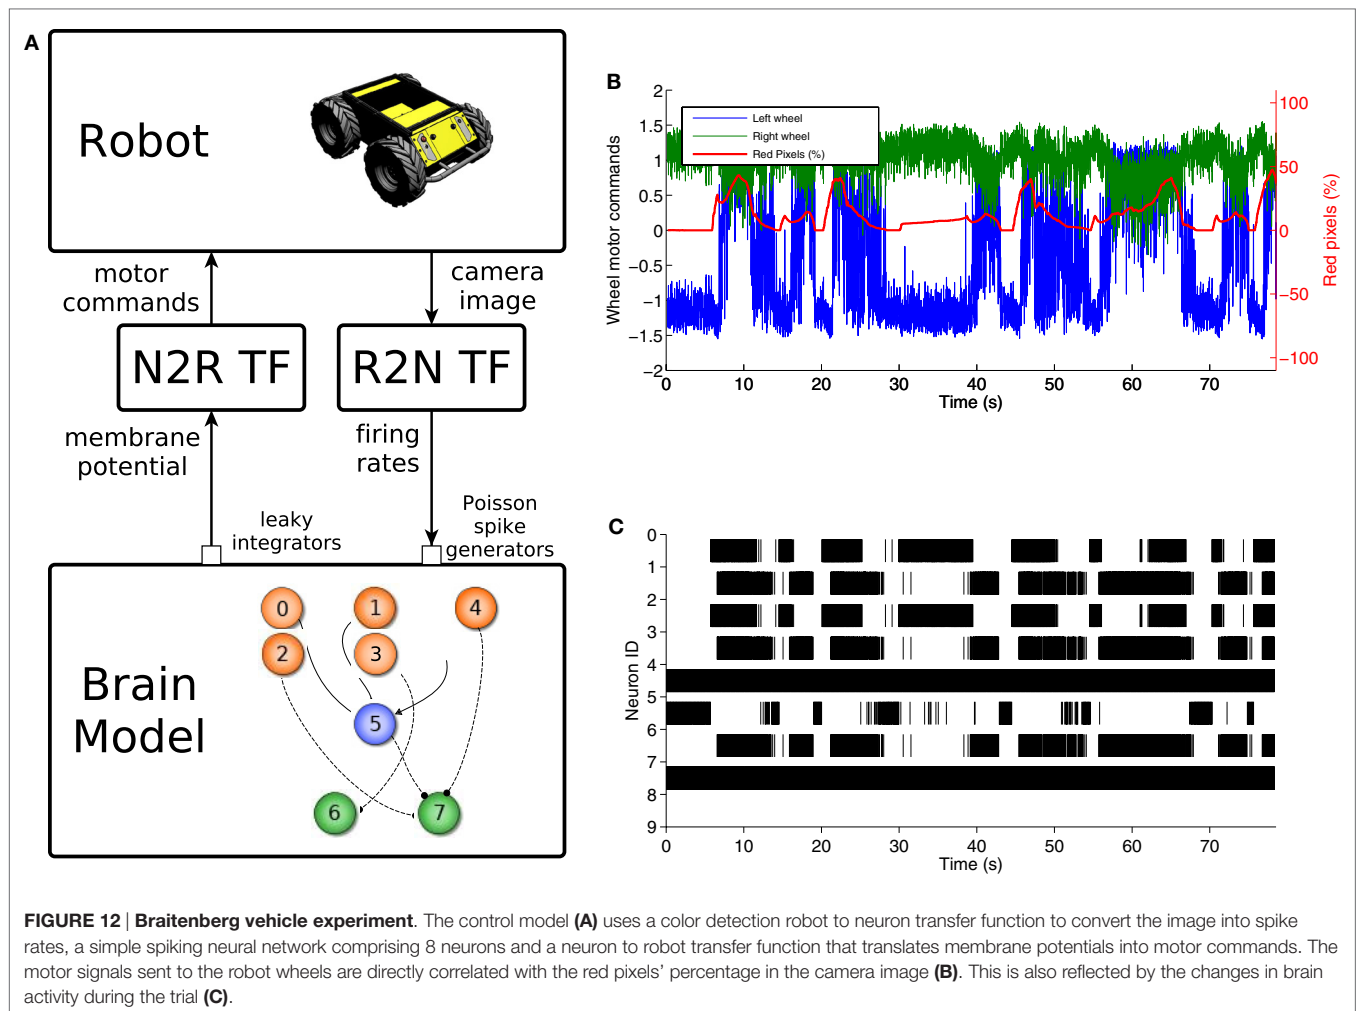 A
Robot
motor
commands
camera
image
N2R TF
R2N TF
membrane
potential
firing
rates
leaky
integrators
Poisson
spike
generators
Brain
Model
0
1
4
2
3
5
6
7
B
Left wheel
Right wheel
Red Pixels (%)
Wheel motor commands
2
1.5
1
0.5
0
−0.5
−1
−1.5
−2
0 10 20 30 40 50 60 70
Time (s)
100
50
0
−50
−100
Red pixels (%)
C
Neuron ID
0
1
2
3
4
5
6
7
8
9
0 10 20 30 40 50 60 70
Time (s)
FIGURE 12 | Braitenberg vehicle experiment. The control model (A) uses a color detection robot to neuron transfer function to convert the image into spike
rates, a simple spiking neural network comprising 8 neurons and a neuron to robot transfer function that translates membrane potentials into motor commands. The
motor signals sent to the robot wheels are directly correlated with the red pixels’ percentage in the camera image (B). This is also reflected by the changes in brain
activity during the trial (C).